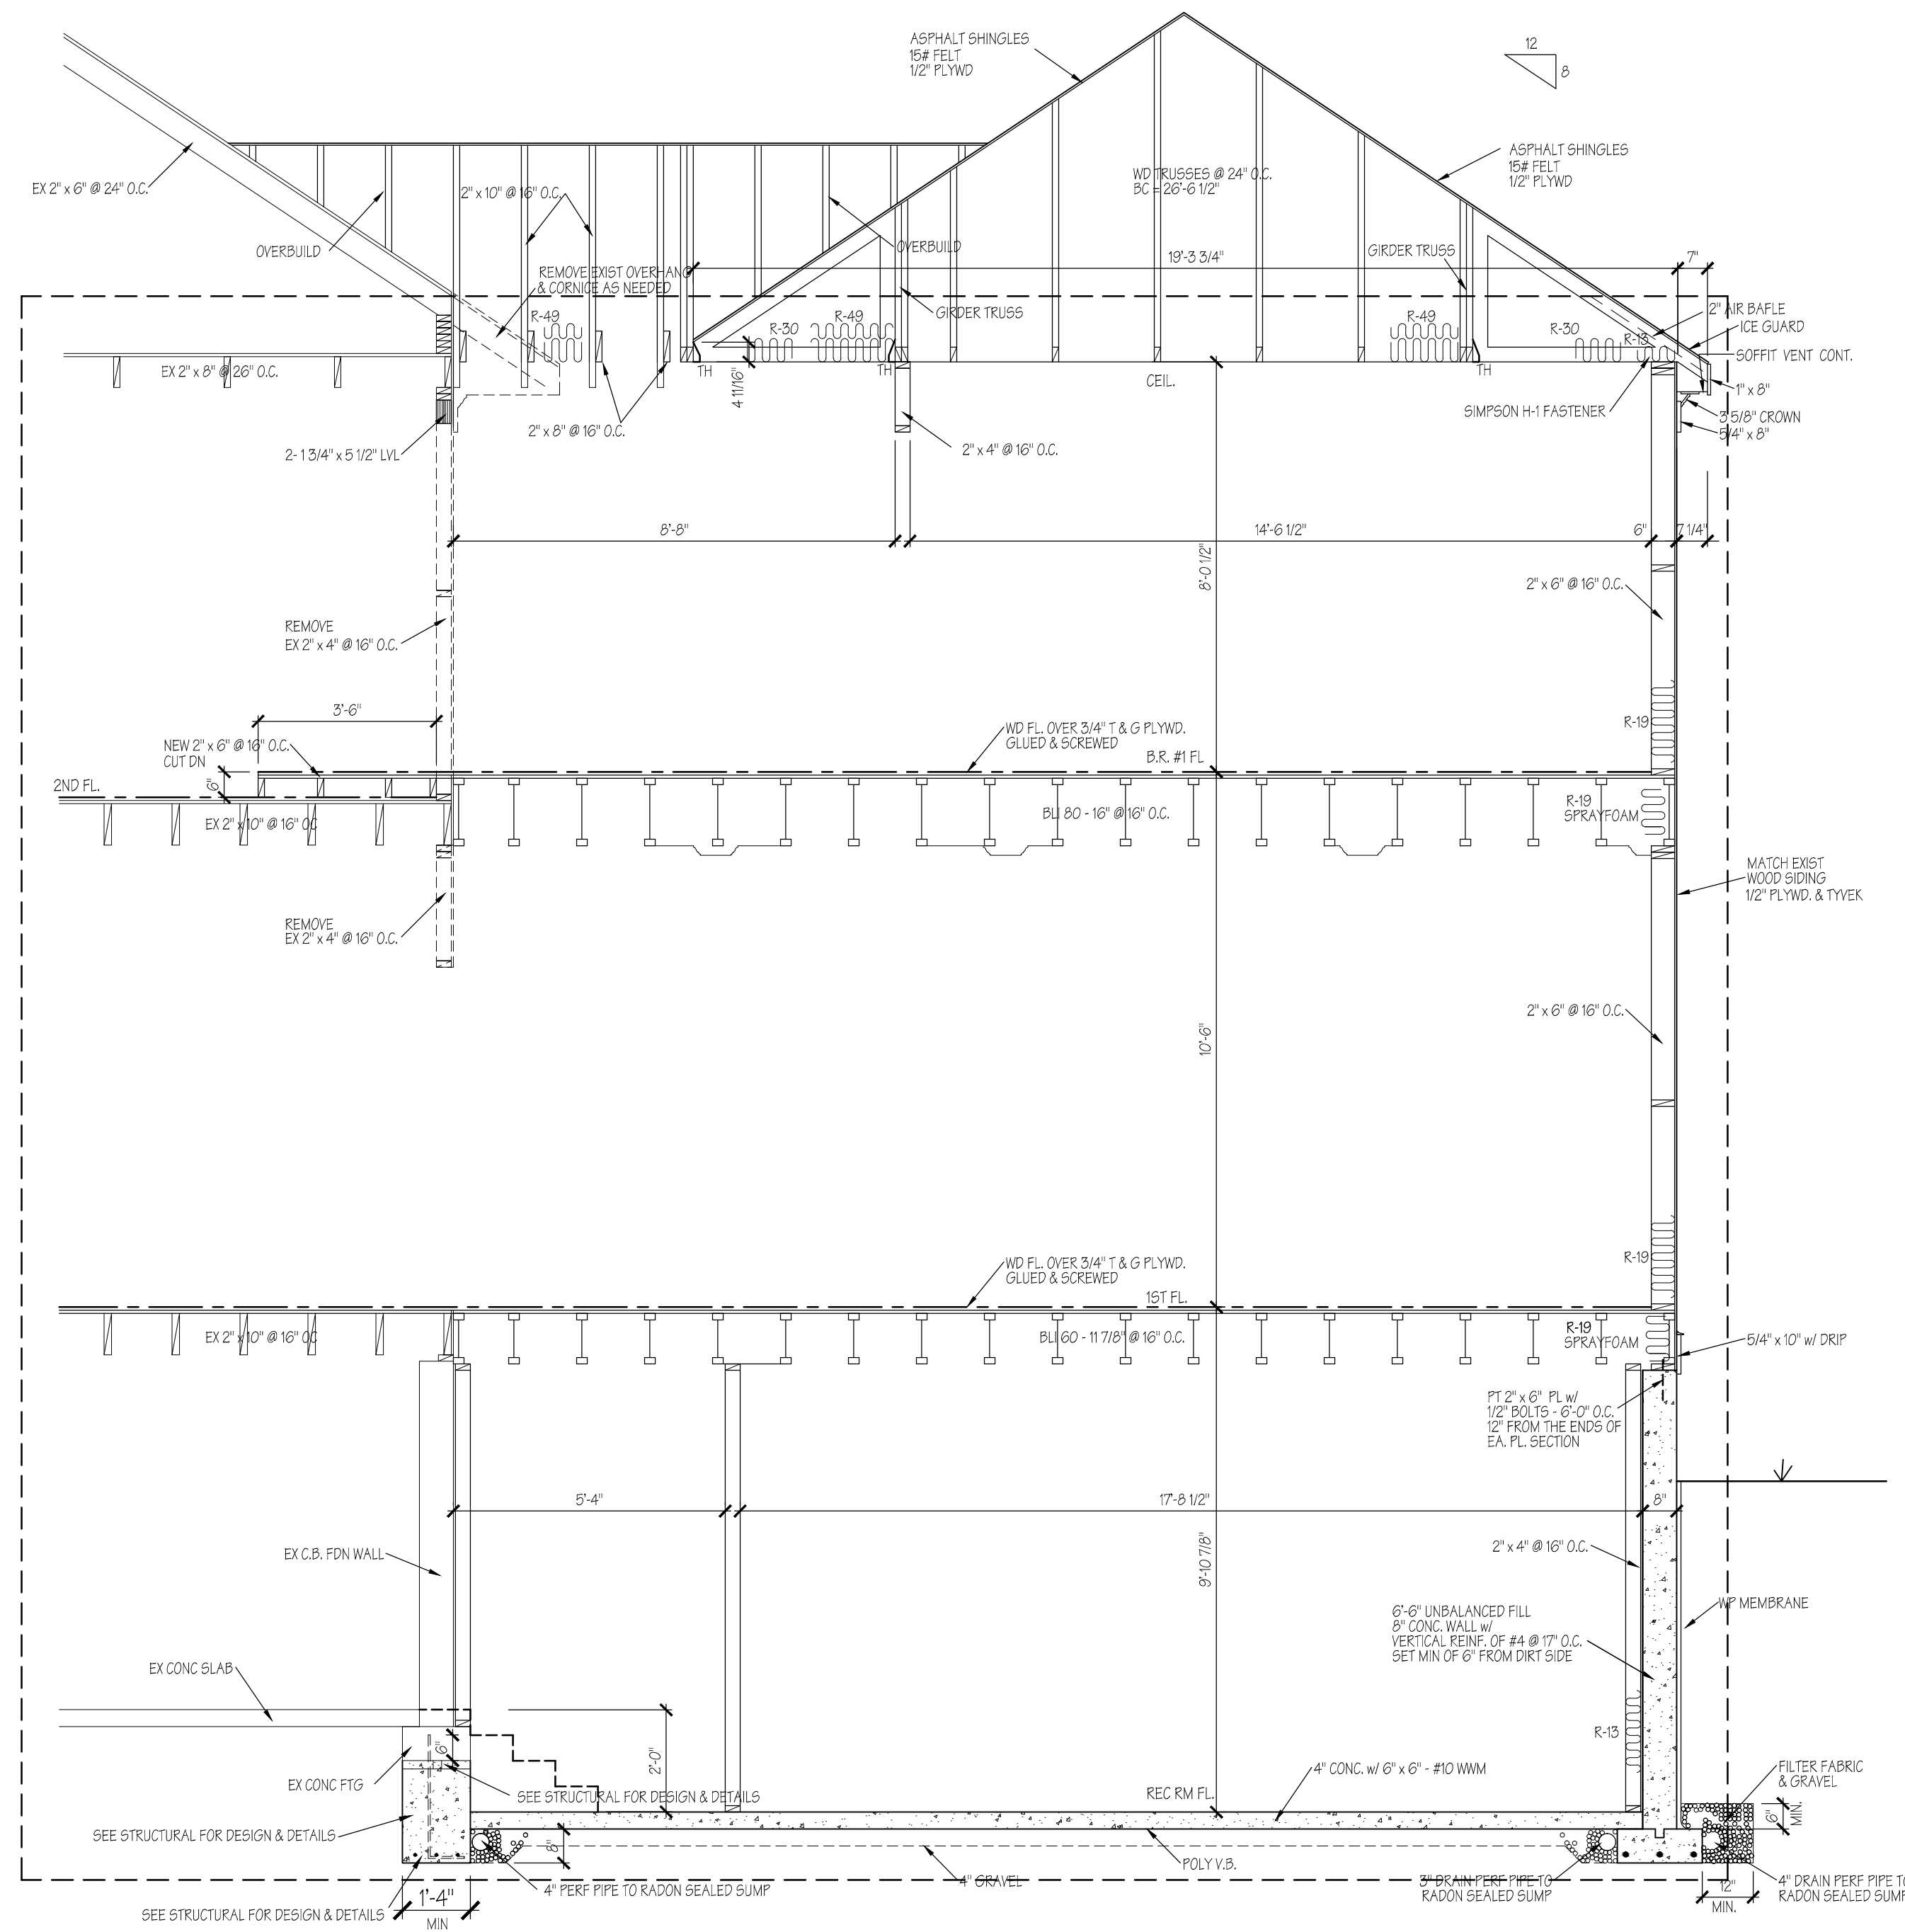 ASPHALT SHINGLES
15# FELT
1/2" PLYWD
12
8
ASPHALT SHINGLES
15# FELT
1/2" PLYWD
EX 2" x 6" @ 24" O.C.
2" x 10" @ 16" O.C.
WD TRUSSES @ 24" O.C.
BC = 26'-6 1/2"
OVERBUILD
OVERBUILD
GIRDER TRUSS
19'-3 3/4"
7"
REMOVE EXIST OVERHANG
& CORNICE AS NEEDED
GIRDER TRUSS
2" AIR BAFLE
ICE GUARD
SOFFIT VENT CONT.
R-49
R-30
R-49
R-49
R-30
R-13
EX 2" x 8" @ 26" O.C.
TH
4 11/16"
TH
CEIL.
TH
1" x 8"
SIMPSON H-1 FASTENER
3 5/8" CROWN
5/4" x 8"
2" x 8" @ 16" O.C.
2- 1 3/4" x 5 1/2" LVL
2" x 4" @ 16" O.C.
8'-8"
14'-6 1/2"
6"
7 1/4"
8'-0 1/2"
2" x 6" @ 16" O.C.
REMOVE
EX 2" x 4" @ 16" O.C.
3'-6"
R-19
NEW 2" x 6" @ 16" O.C.
CUT DN
WD FL. OVER 3/4" T & G PLYWD.
GLUED & SCREWED
B.R. #1 FL
2ND FL.
6"
EX 2" x 10" @ 16" OC
BLI 80 - 16" @ 16" O.C.
R-19
SPRAYFOAM
MATCH EXIST
WOOD SIDING
1/2" PLYWD. & TYVEK
REMOVE
EX 2" x 4" @ 16" O.C.
10'-6"
2" x 6" @ 16" O.C.
R-19
WD FL. OVER 3/4" T & G PLYWD.
GLUED & SCREWED
1ST FL.
EX 2" x 10" @ 16" OC
BLI 60 - 11 7/8" @ 16" O.C.
R-19
SPRAYFOAM
5/4" x 10" w/ DRIP
PT 2" x 6" PL w/
1/2" BOLTS - 6'-0" O.C.
12" FROM THE ENDS OF
EA. PL. SECTION
5'-4"
17'-8 1/2"
8"
EX C.B. FDN WALL
9'-10 7/8"
2" x 4" @ 16" O.C.
WP MEMBRANE
6'-6" UNBALANCED FILL
8" CONC. WALL w/
VERTICAL REINF. OF #4 @ 17" O.C.
SET MIN OF 6" FROM DIRT SIDE
EX CONC SLAB
R-13
6"
2'-0"
EX CONC FTG
SEE STRUCTURAL FOR DESIGN & DETAILS
REC RM FL.
4" CONC. w/ 6" x 6" - #10 WWM
FILTER FABRIC
& GRAVEL
6"
MIN.
SEE STRUCTURAL FOR DESIGN & DETAILS
8"
POLY V.B.
4" GRAVEL
4" PERF PIPE TO RADON SEALED SUMP
3" DRAIN PERF PIPE TO
RADON SEALED SUMP
12"
MIN.
4" DRAIN PERF PIPE TO
RADON SEALED SUMP
1'-4"
MIN
SEE STRUCTURAL FOR DESIGN & DETAILS